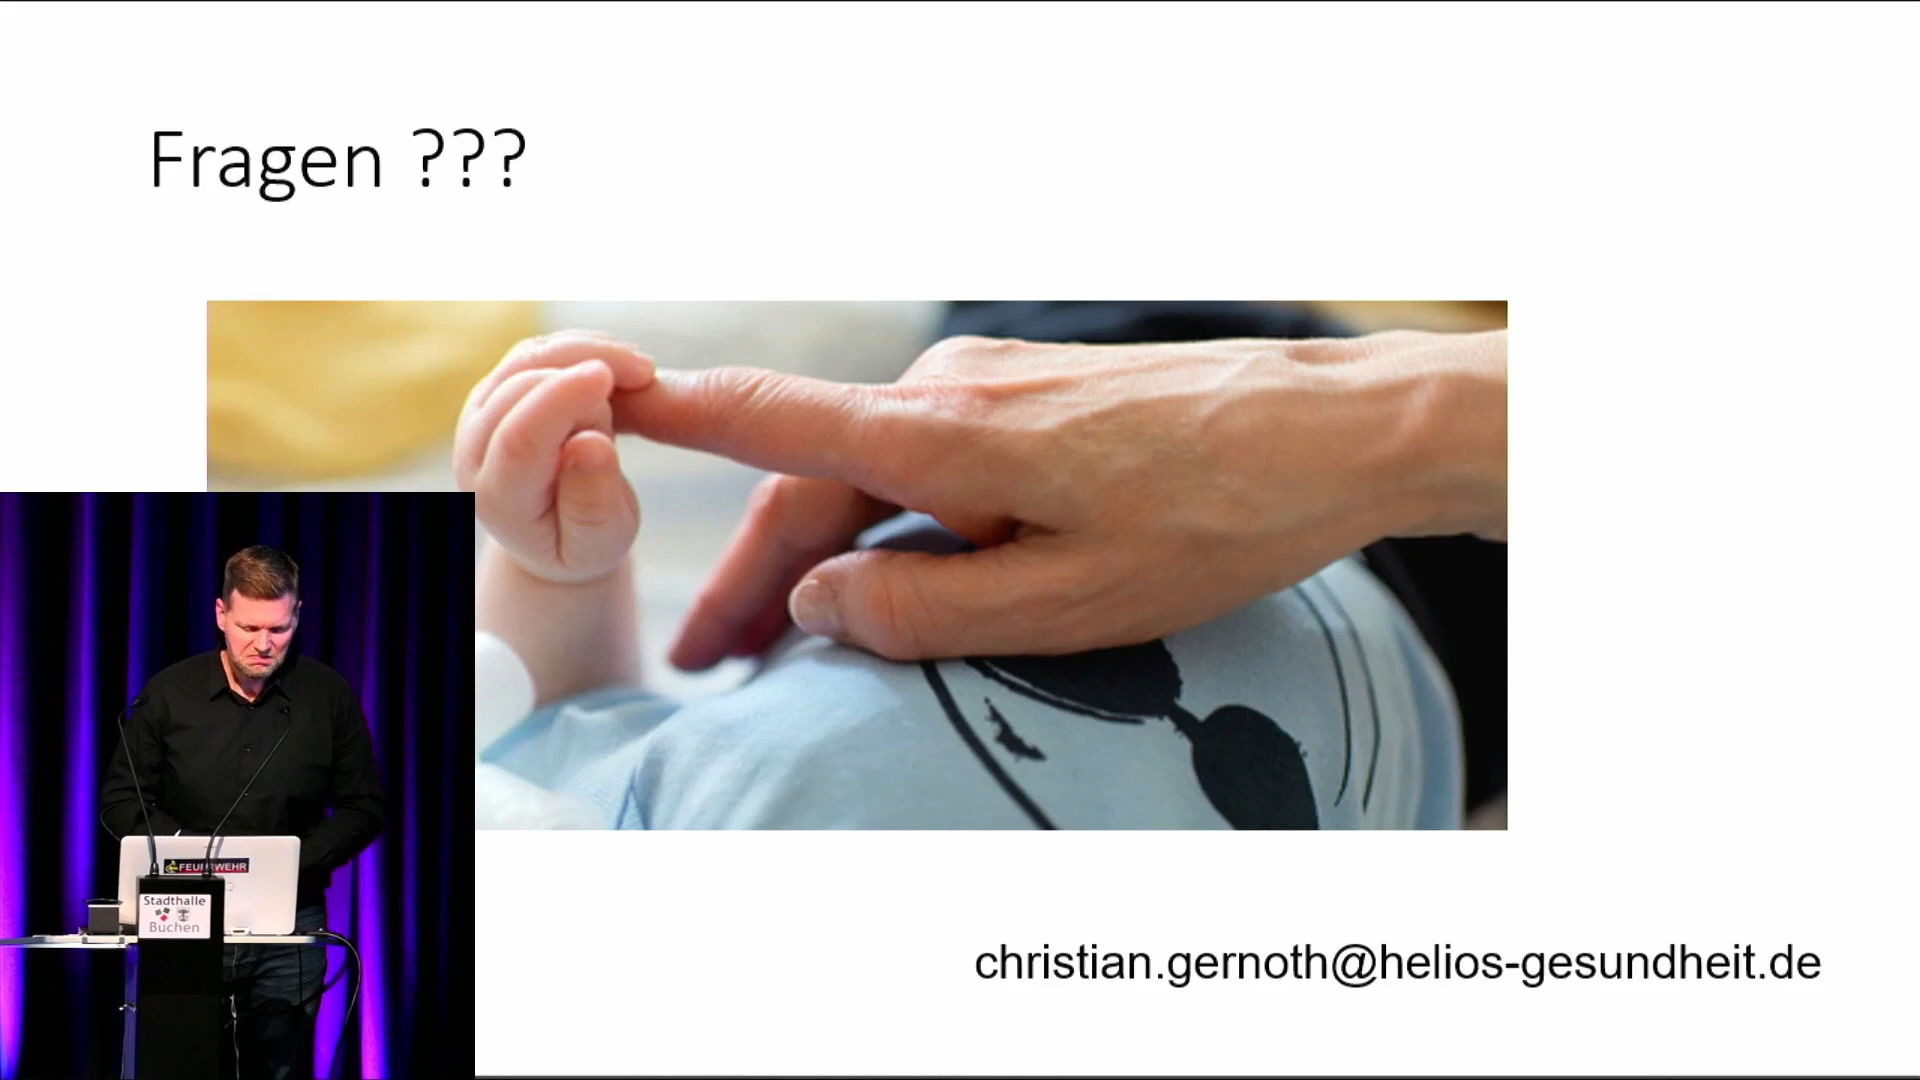 Fragen ???
FEUERWEHR
Stadthalle
Buchen
christian.gernoth@helios-gesundheit.de